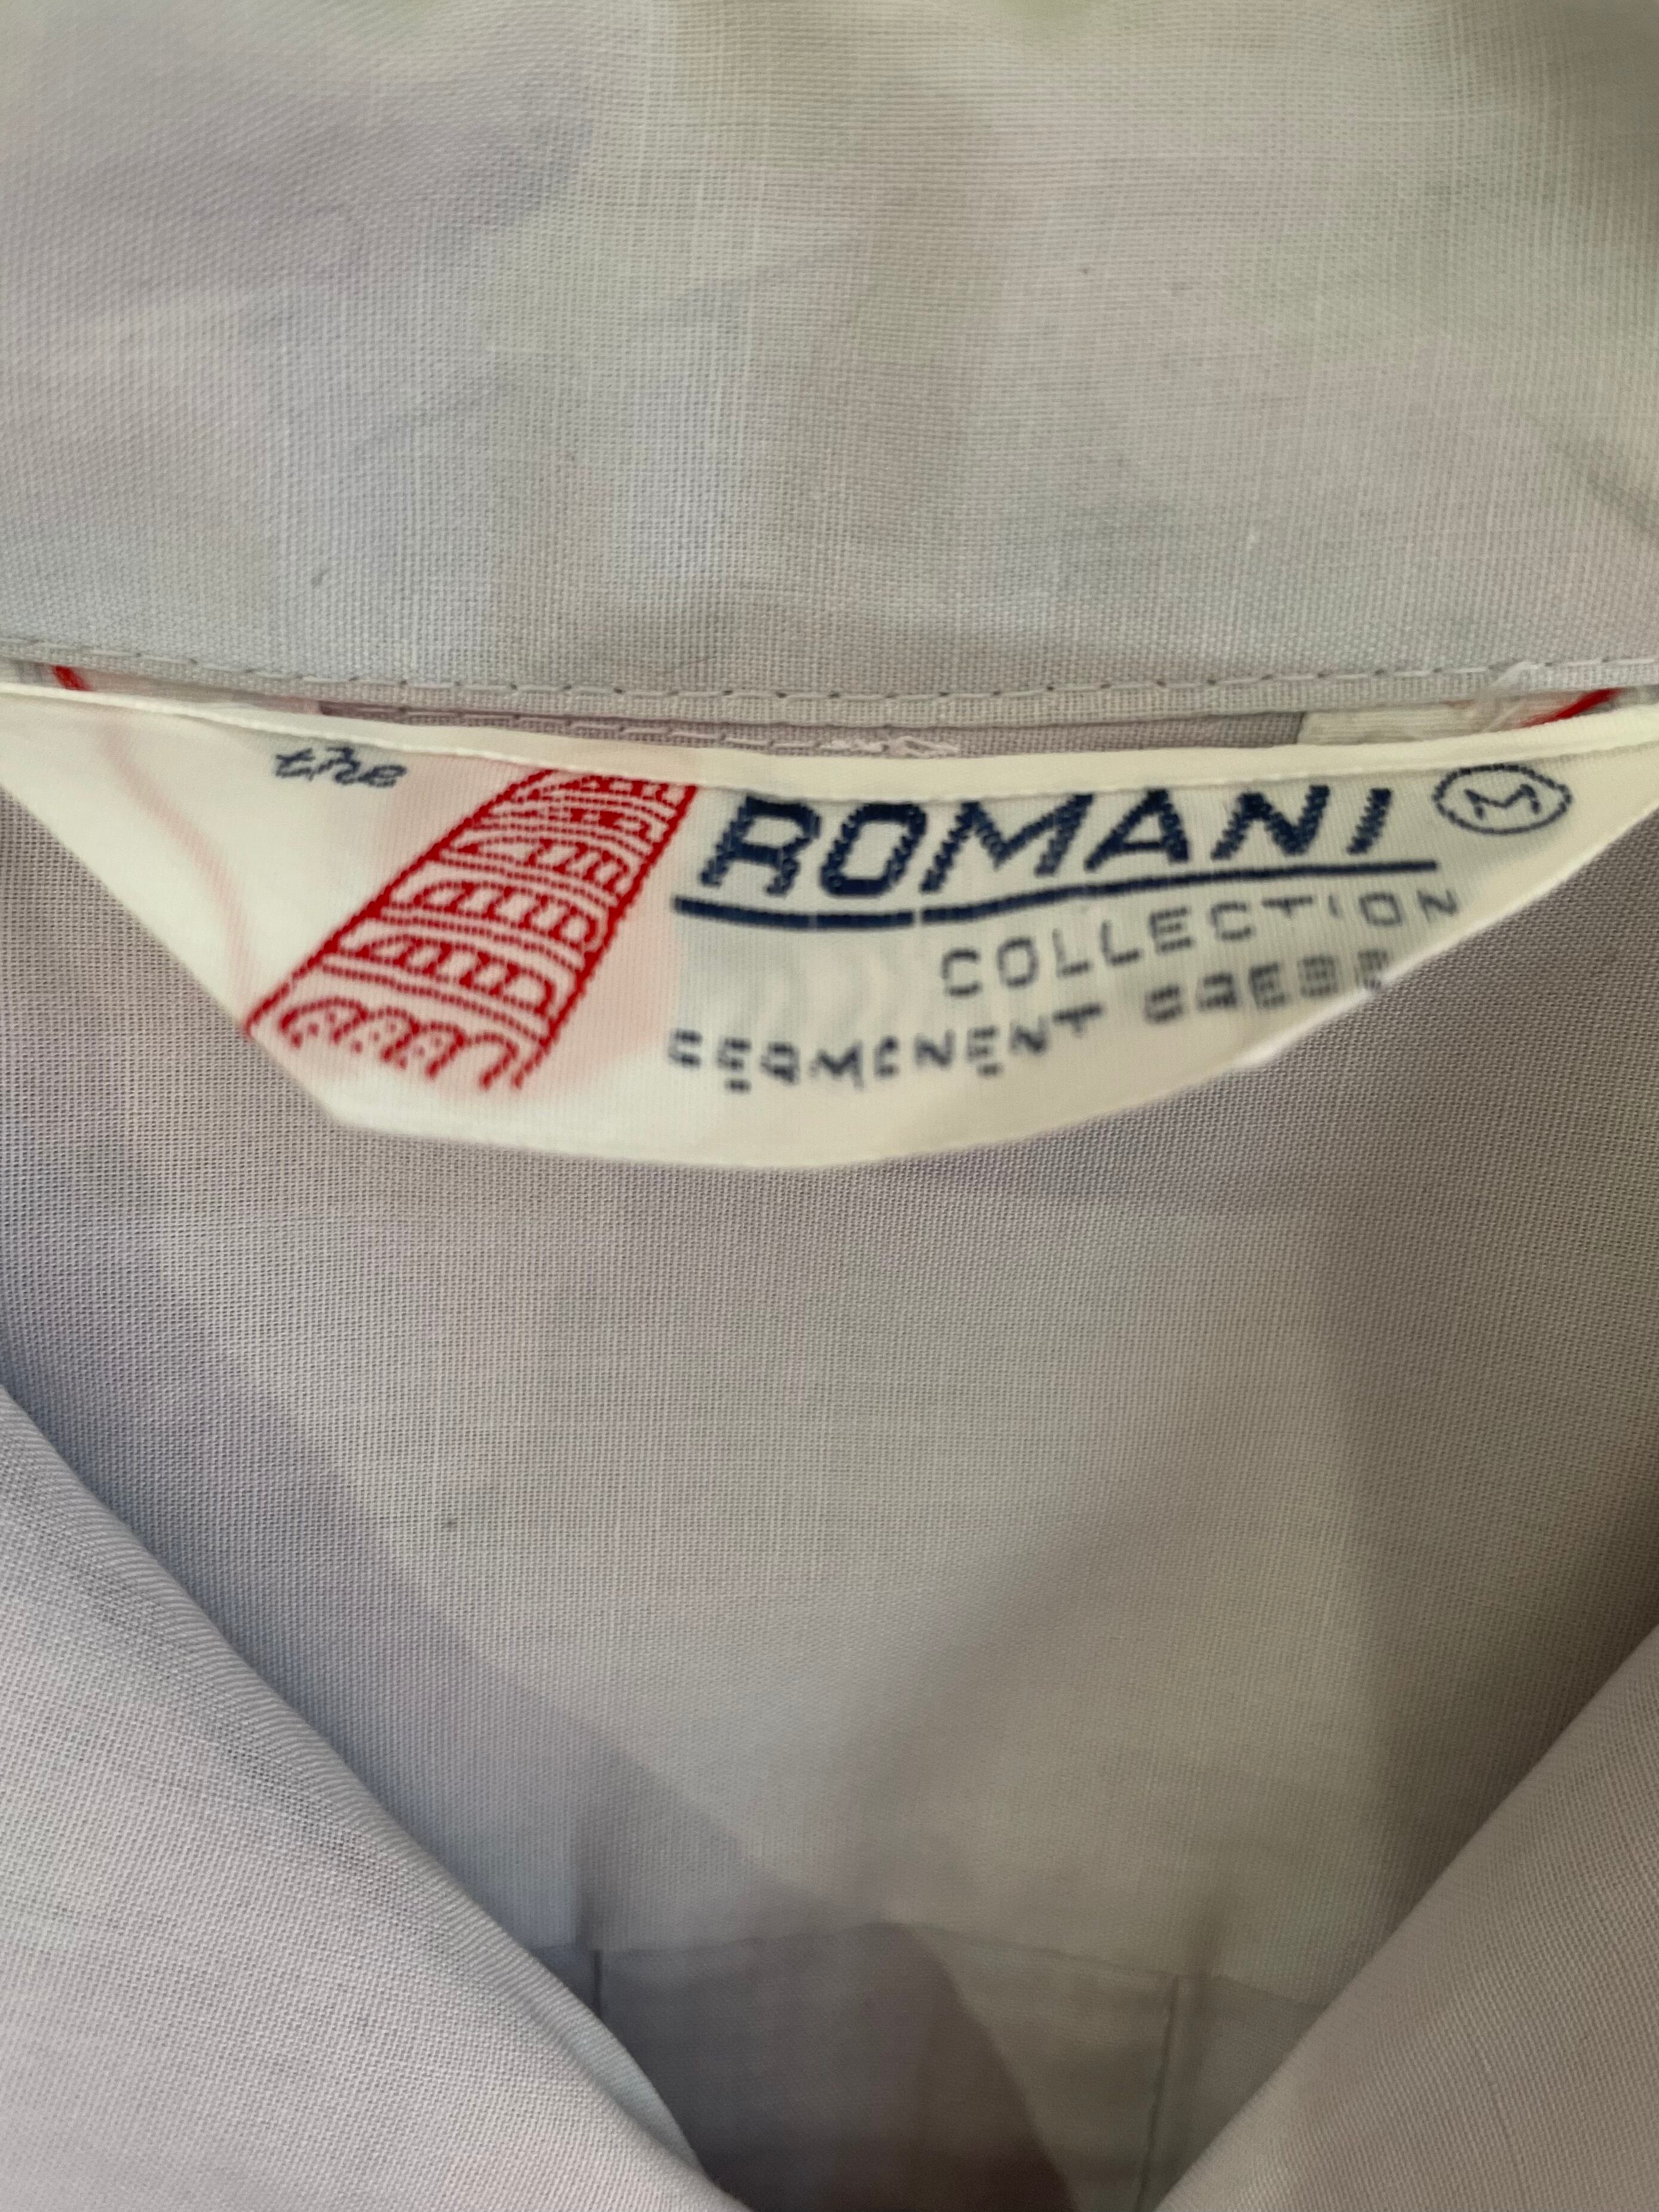 the
ROMANI M
COLLECTION
PERMANENT PRESS